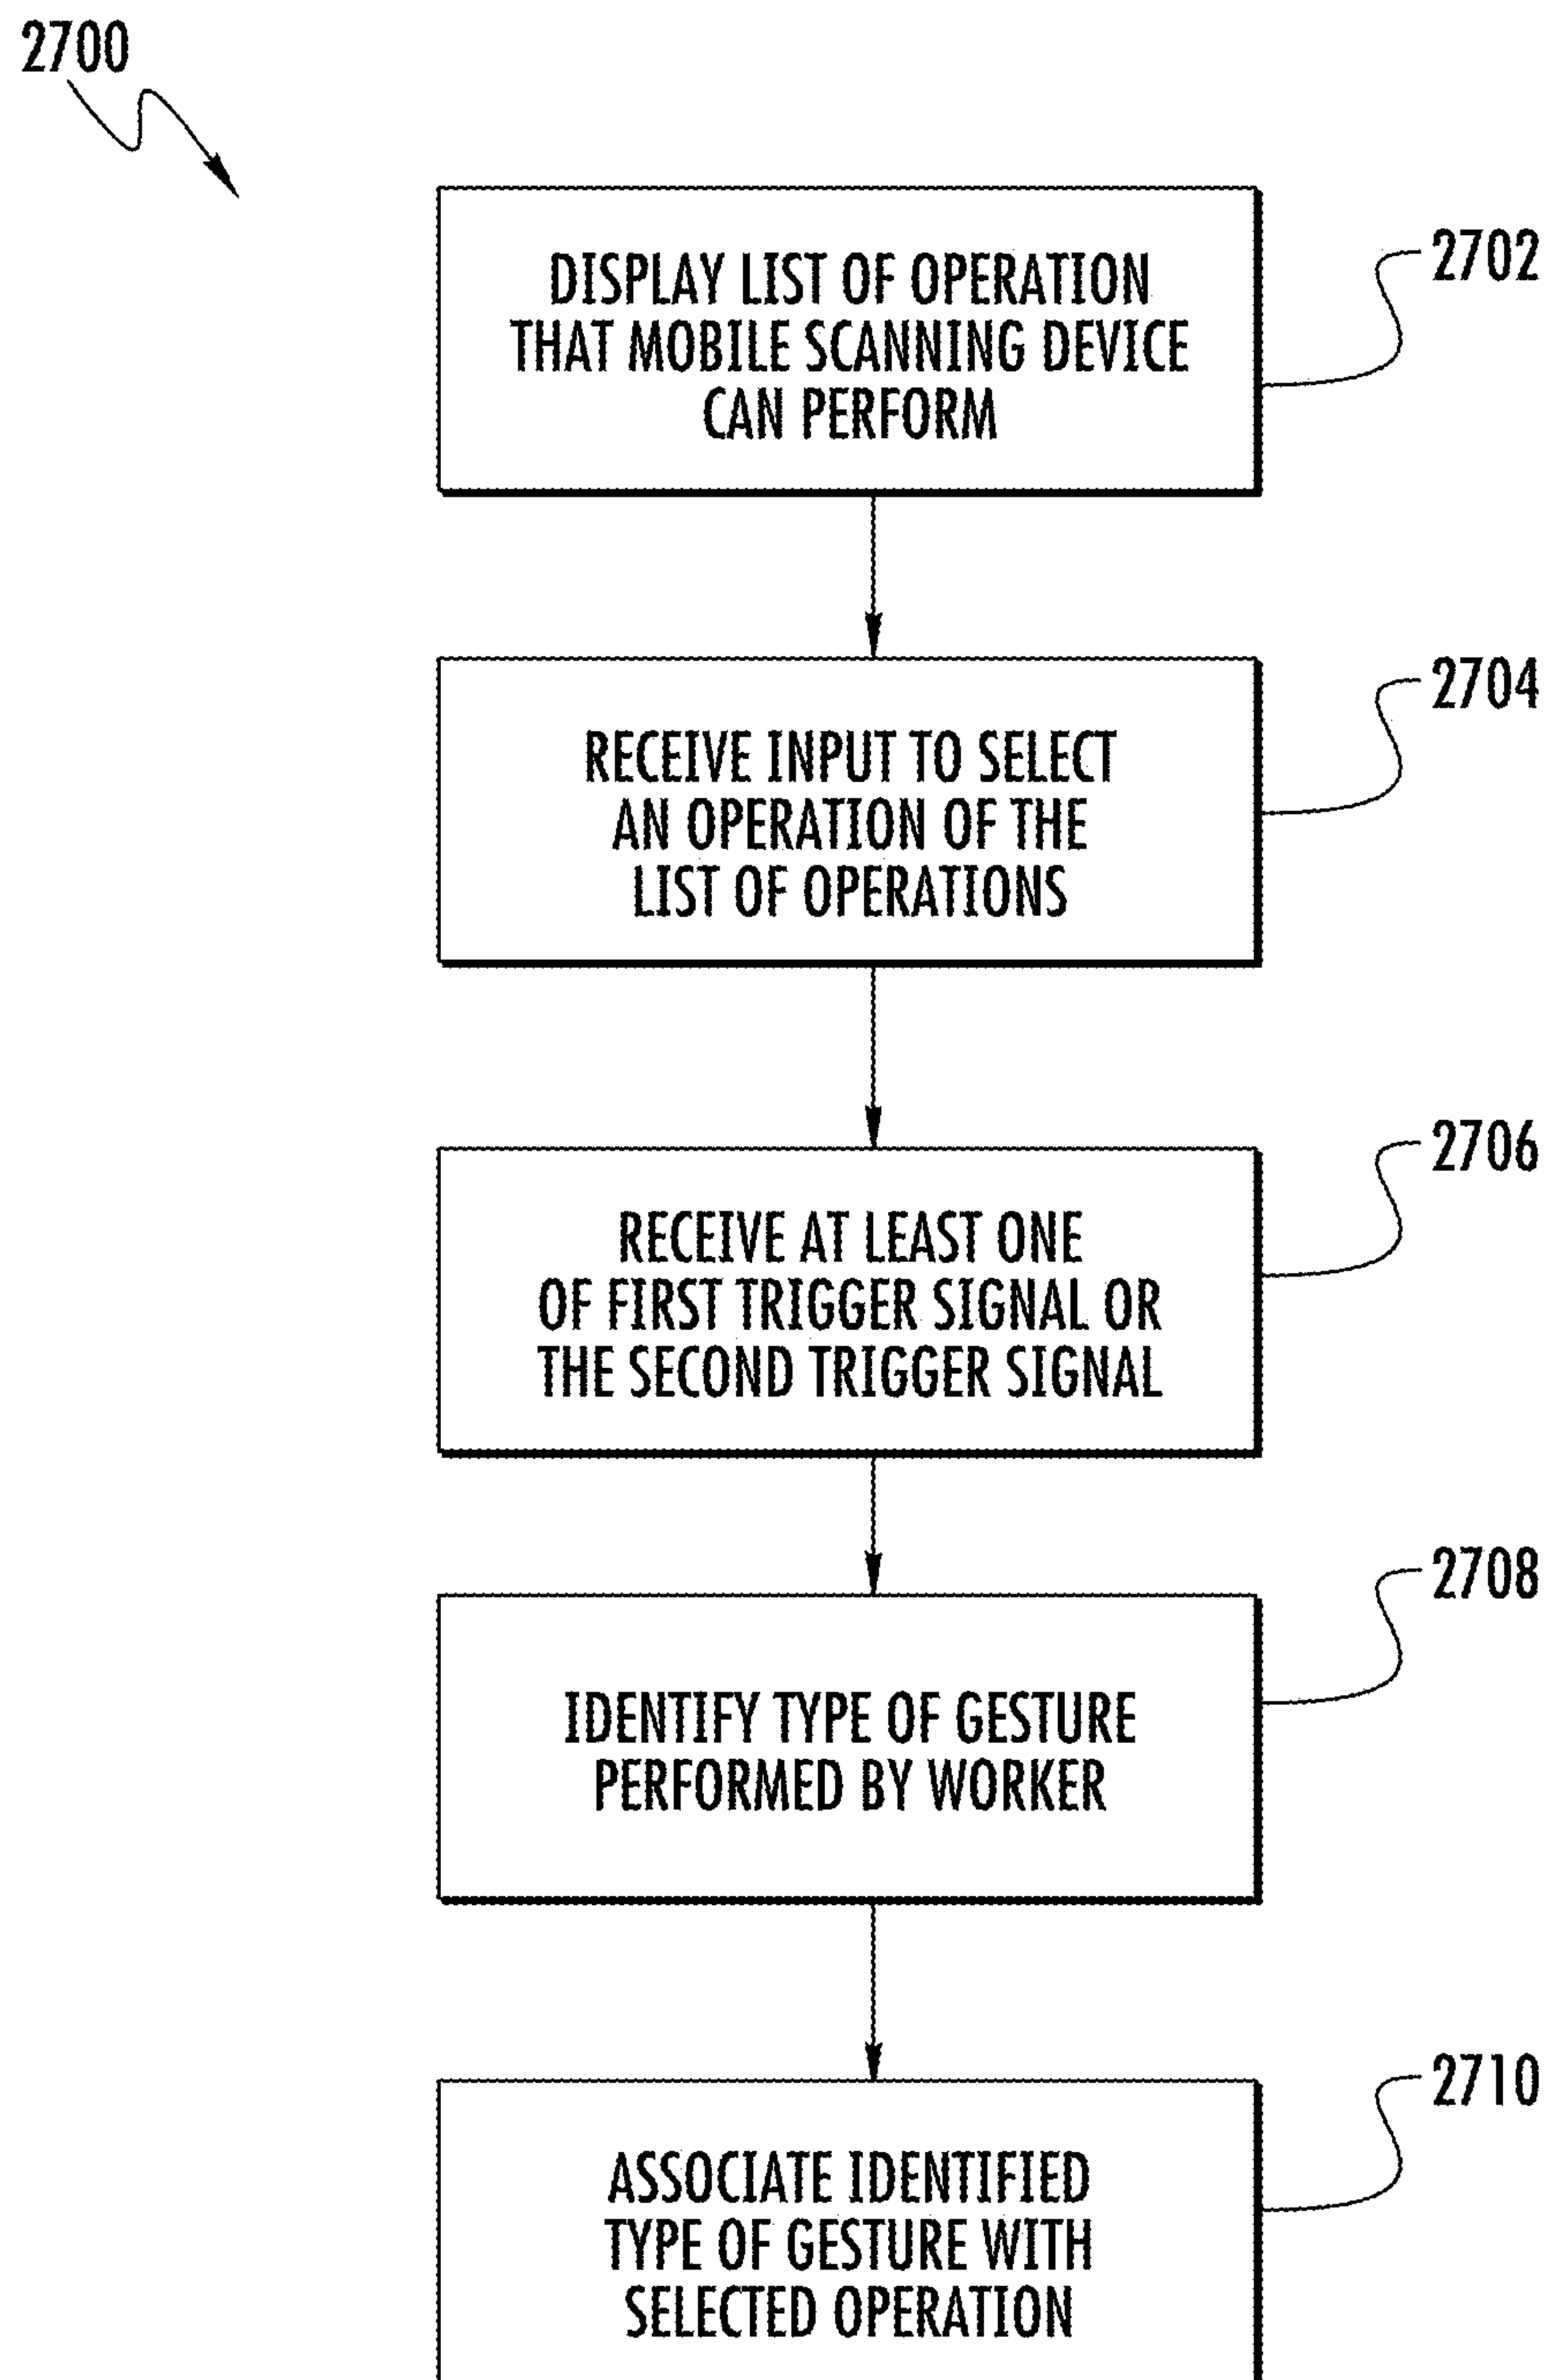 2700
DISPLAY LIST OF OPERATION
THAT MOBILE SCANNING DEVICE
CAN PERFORM
2702
RECEIVE INPUT TO SELECT
AN OPERATION OF THE
LIST OF OPERATIONS
2704
RECEIVE AT LEAST ONE
OF FIRST TRIGGER SIGNAL OR
THE SECOND TRIGGER SIGNAL
2706
IDENTIFY TYPE OF GESTURE
PERFORMED BY WORKER
2708
ASSOCIATE IDENTIFIED
TYPE OF GESTURE WITH
SELECTED OPERATION
2710